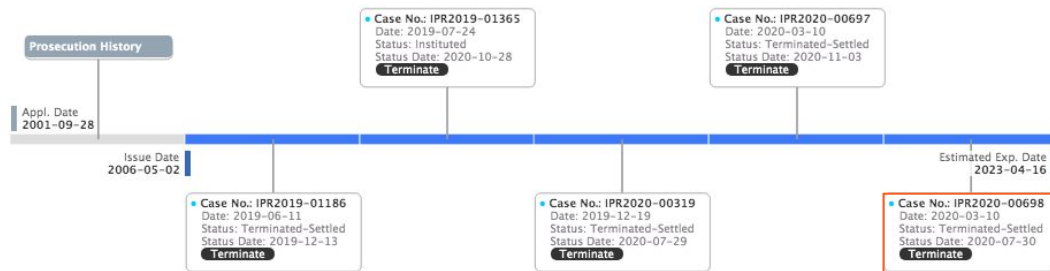 Prosecution History
Case No.: IPR2019-01365
Date: 2019-07-24
Status: Instituted
Status Date: 2020-10-28
Terminate
Case No.: IPR2020-00697
Date: 2020-03-10
Status: Terminated-Settled
Status Date: 2020-11-03
Terminate
Appl. Date
2001-09-28
Issue Date
2006-05-02
Estimated Exp. Date
2023-04-16
Case No.: IPR2019-01186
Date: 2019-06-11
Status: Terminated-Settled
Status Date: 2019-12-13
Terminate
Case No.: IPR2020-00319
Date: 2019-12-19
Status: Terminated-Settled
Status Date: 2020-07-29
Terminate
Case No.: IPR2020-00698
Date: 2020-03-10
Status: Terminated-Settled
Status Date: 2020-07-30
Terminate